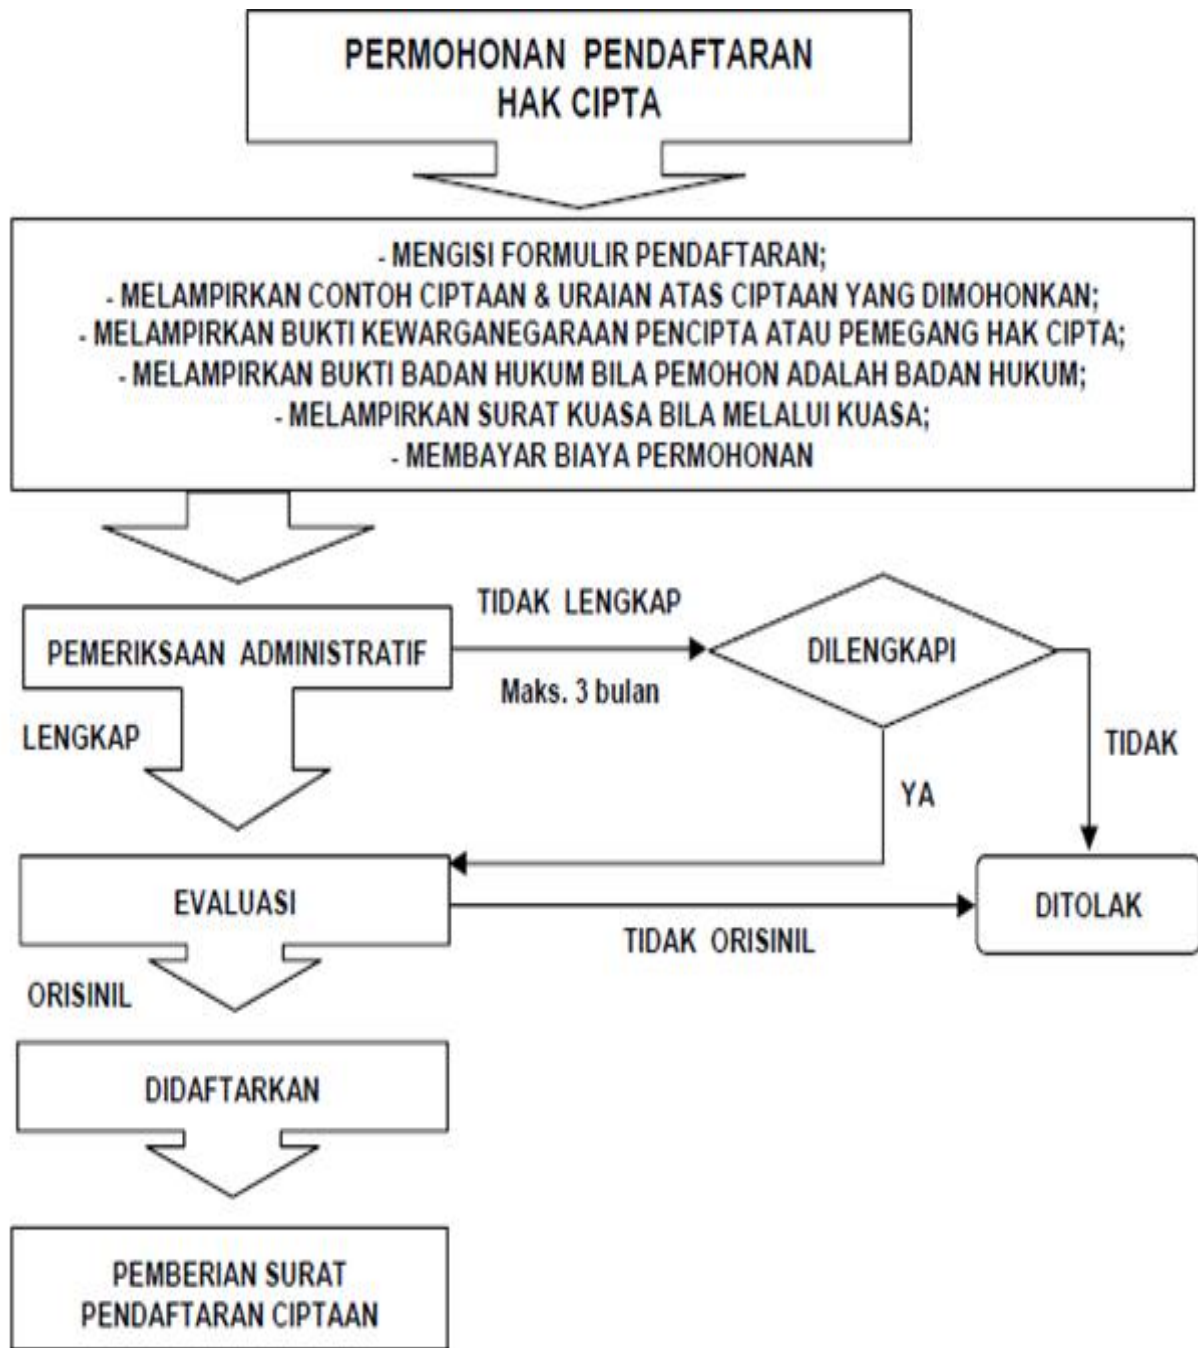 PERMOHONAN PENDAFTARAN
HAK CIPTA
- MENGISI FORMULIR PENDAFTARAN;
- MELAMPIRKAN CONTOH CIPTAAN & URAIAN ATAS CIPTAAN YANG DIMOHONKAN;
- MELAMPIRKAN BUKTI KEWARGANEGARAAN PENCIPTA ATAU PEMEGANG HAK CIPTA;
- MELAMPIRKAN BUKTI BADAN HUKUM BILA PEMOHON ADALAH BADAN HUKUM;
- MELAMPIRKAN SURAT KUASA BILA MELALUI KUASA;
- MEMBAYAR BIAYA PERMOHONAN
TIDAK LENGKAP
PEMERIKSAAN ADMINISTRATIF
DILENGKAPI
Maks. 3 bulan
LENGKAP
TIDAK
YA
EVALUASI
DITOLAK
TIDAK ORISINIL
ORISINIL
DIDAFTARKAN
PEMBERIAN SURAT
PENDAFTARAN CIPTAAN